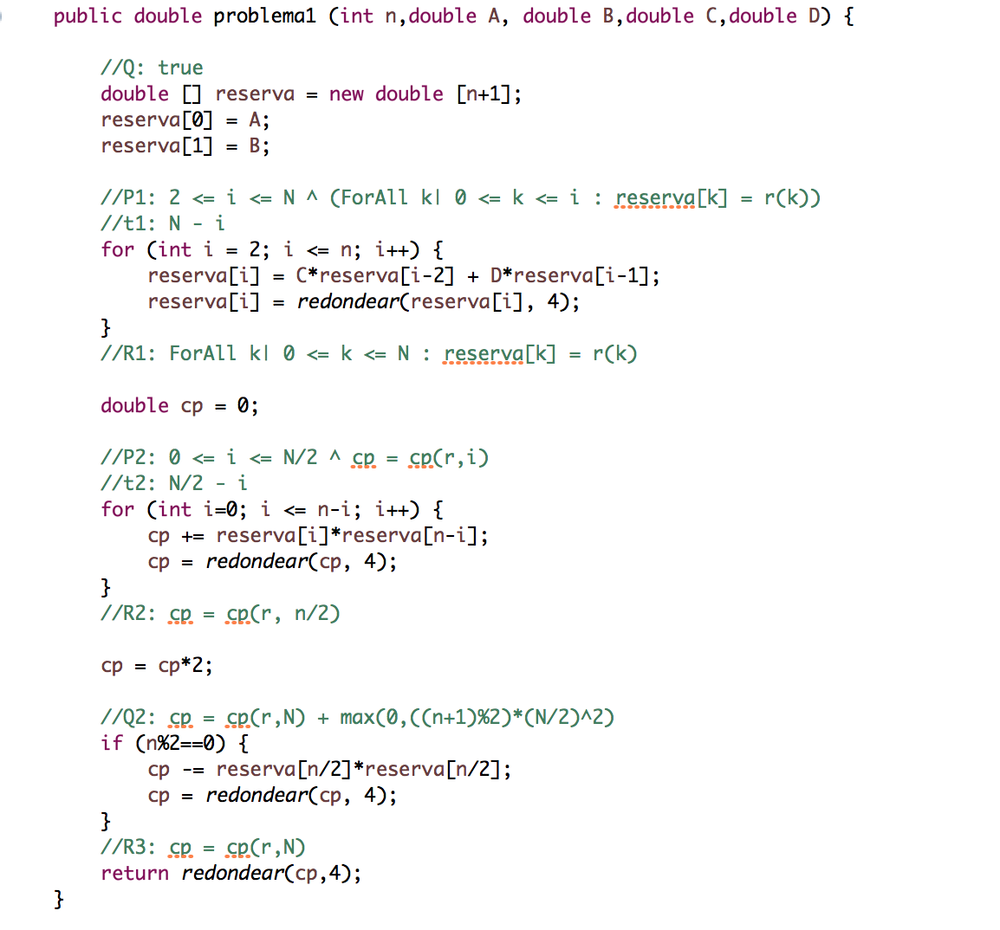 public double problema1 (int n,double A, double B,double C,double D) {
//Q: true
double [] reserva = new double [n+1];
reserva[0] = A;
reserva[1] = B;
//P1: 2 <= i <= N ^ (ForAll k| 0 <= k <= i : reserva[k] = r(k))
//t1: N - i
for (int i = 2; i <= n; i++) {
reserva[i] = C*reserva[i-2] + D*reserva[i-1];
reserva[i] = redondear(reserva[i], 4);
}
//R1: ForAll k| 0 <= k <= N : reserva[k] = r(k)
double cp = 0;
//P2: 0 <= i <= N/2 ^ cp = cp(r,i)
//t2: N/2 - i
for (int i=0; i <= n-i; i++) {
cp += reserva[i]*reserva[n-i];
cp = redondear(cp, 4);
}
//R2: cp = cp(r, n/2)
cp = cp*2;
//Q2: cp = cp(r,N) + max(0,((n+1)%2)*(N/2)^2)
if (n%2==0) {
cp -= reserva[n/2]*reserva[n/2];
cp = redondear(cp, 4);
}
//R3: cp = cp(r,N)
return redondear(cp,4);
}